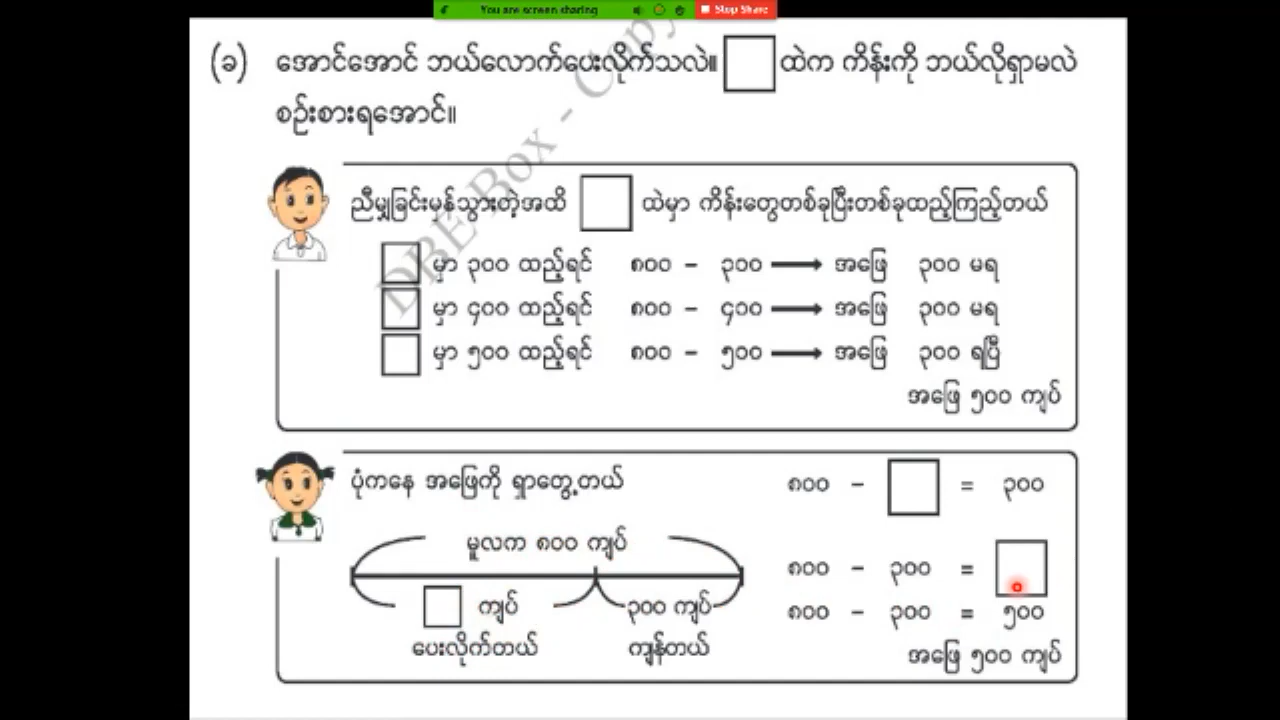 You are screen sharing Stop Share
(ခ) အောင်အောင် ဘယ်လောက်ပေးလိုက်သလဲ။ ထဲက ကိန်းကို ဘယ်လိုရှာမလဲ
စဉ်းစားရအောင်။
ညီမျှခြင်းမှန်သွားတဲ့အထိ ထဲမှာ ကိန်းတွေတစ်ခုပြီးတစ်ခုထည့်ကြည့်တယ်
မှာ ၃၀၀ ထည့်ရင် ၈၀၀ - ၃၀၀ ⟶ အဖြေ ၃၀၀ မရ
မှာ ၄၀၀ ထည့်ရင် ၈၀၀ - ၄၀၀ ⟶ အဖြေ ၃၀၀ မရ
မှာ ၅၀၀ ထည့်ရင် ၈၀၀ - ၅၀၀ ⟶ အဖြေ ၃၀၀ ရပြီ
အဖြေ ၅၀၀ ကျပ်
ပုံကနေ အဖြေကို ရှာတွေ့တယ် ၈၀၀ - = ၃၀၀
မူလက ၈၀၀ ကျပ်
၈၀၀ - ၃၀၀ =
ကျပ် ၃၀၀ ကျပ် ၈၀၀ - ၃၀၀ = ၅၀၀
ပေးလိုက်တယ် ကျန်တယ် အဖြေ ၅၀၀ ကျပ်
DBE Box - Copy